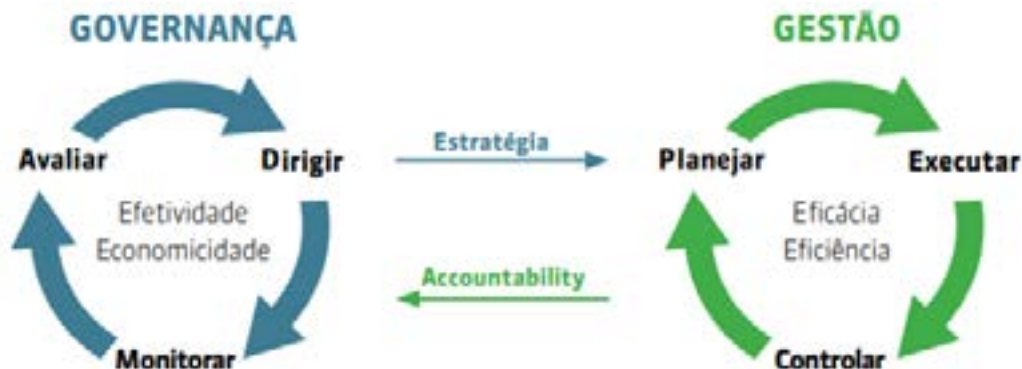 GOVERNANÇA
GESTÃO
Estratégia
Avaliar
Dirigir
Planejar
Executar
Efetividade
Economicidade
Eficácia
Eficiência
Accountability
Monitorar
Controlar